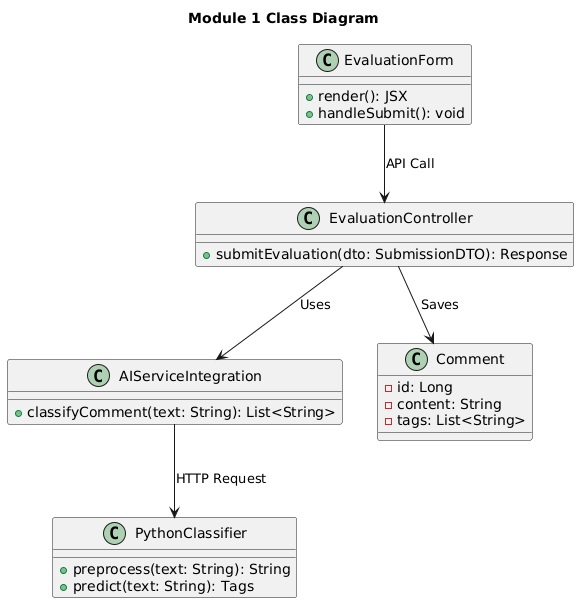 Module 1 Class Diagram
C EvaluationForm
render(): JSX
handleSubmit(): void
API Call
C EvaluationController
submitEvaluation(dto: SubmissionDTO): Response
Uses
Saves
C AIServiceIntegration
classifyComment(text: String): List<String>
C Comment
id: Long
content: String
tags: List<String>
HTTP Request
C PythonClassifier
preprocess(text: String): String
predict(text: String): Tags